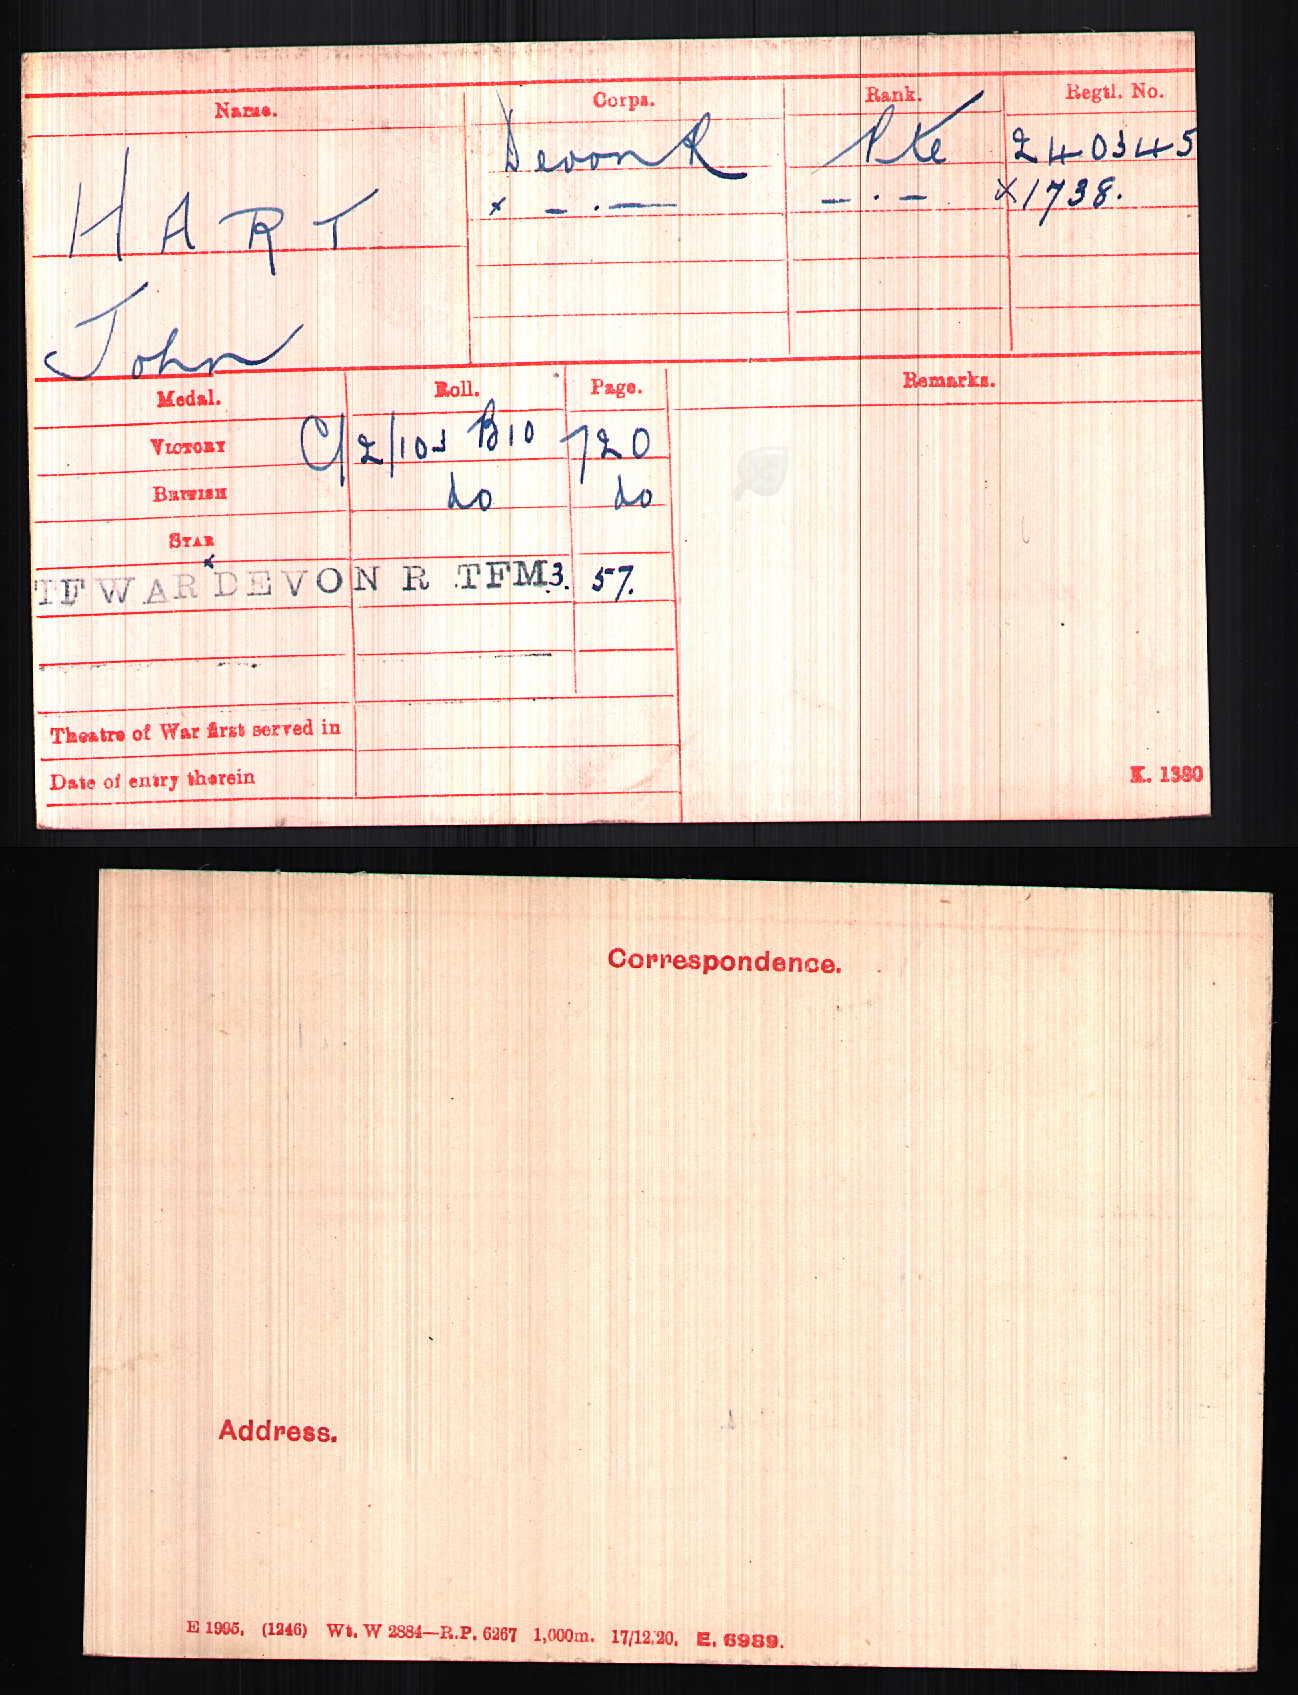 Name. Corps. Rank. Regtl. No.
HART Devon R Pte 240345
× – . — – . – ×1738.
John
Medal. Roll. Page. Remarks.
VICTORY C/2/103 B10 720
BRITISH do do
STAR
TF WAR × DEVON R TFM3. 57.
Theatre of War first served in
Date of entry therein
K. 1380
Correspondence.
Address.
E 1995. (1246) Wt. W 2884—R.P. 6267 1,000m. 17/12/20. E. 6989.